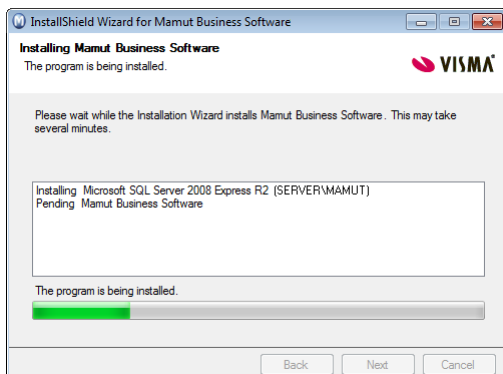 InstallShield Wizard for Mamut Business Software
Installing Mamut Business Software
The program is being installed.
VISMA
Please wait while the Installation Wizard installs Mamut Business Software. This may take
several minutes.
Installing Microsoft SQL Server 2008 Express R2 (SERVER\MAMUT)
Pending Mamut Business Software
The program is being installed.
Back Next Cancel